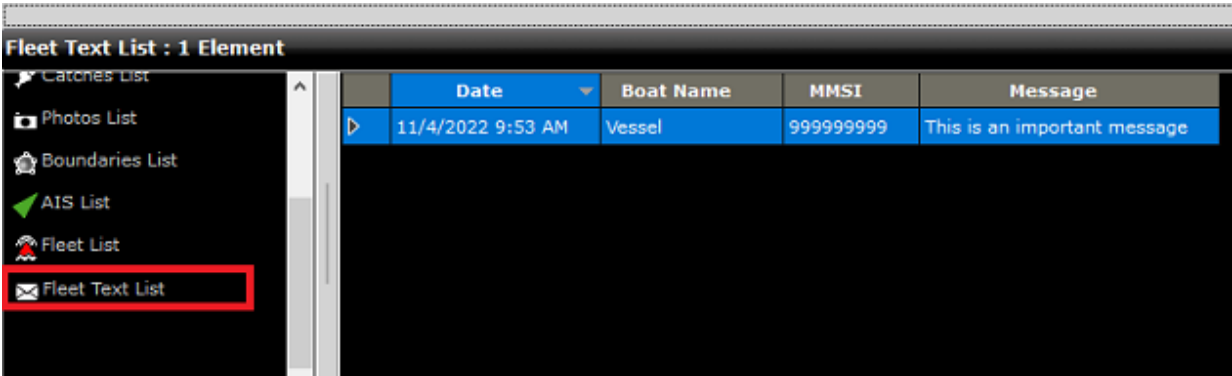 Fleet Text List : 1 Element
Catches List
Photos List
Boundaries List
AIS List
Fleet List
Fleet Text List
Date Boat Name MMSI Message
11/4/2022 9:53 AM Vessel 999999999 This is an important message